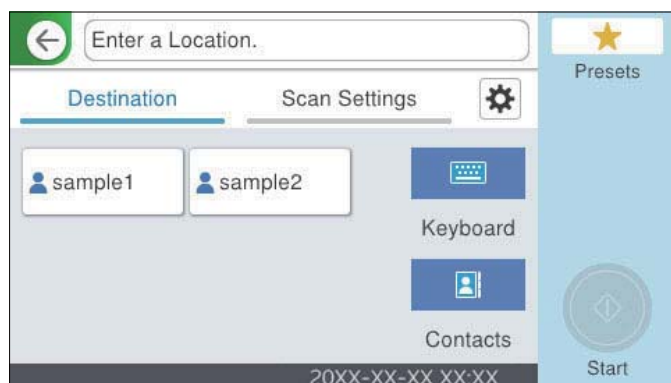 Enter a Location.
Presets
Destination
Scan Settings
sample1
sample2
Keyboard
Contacts
Start
20XX-XX-XX XX:XX